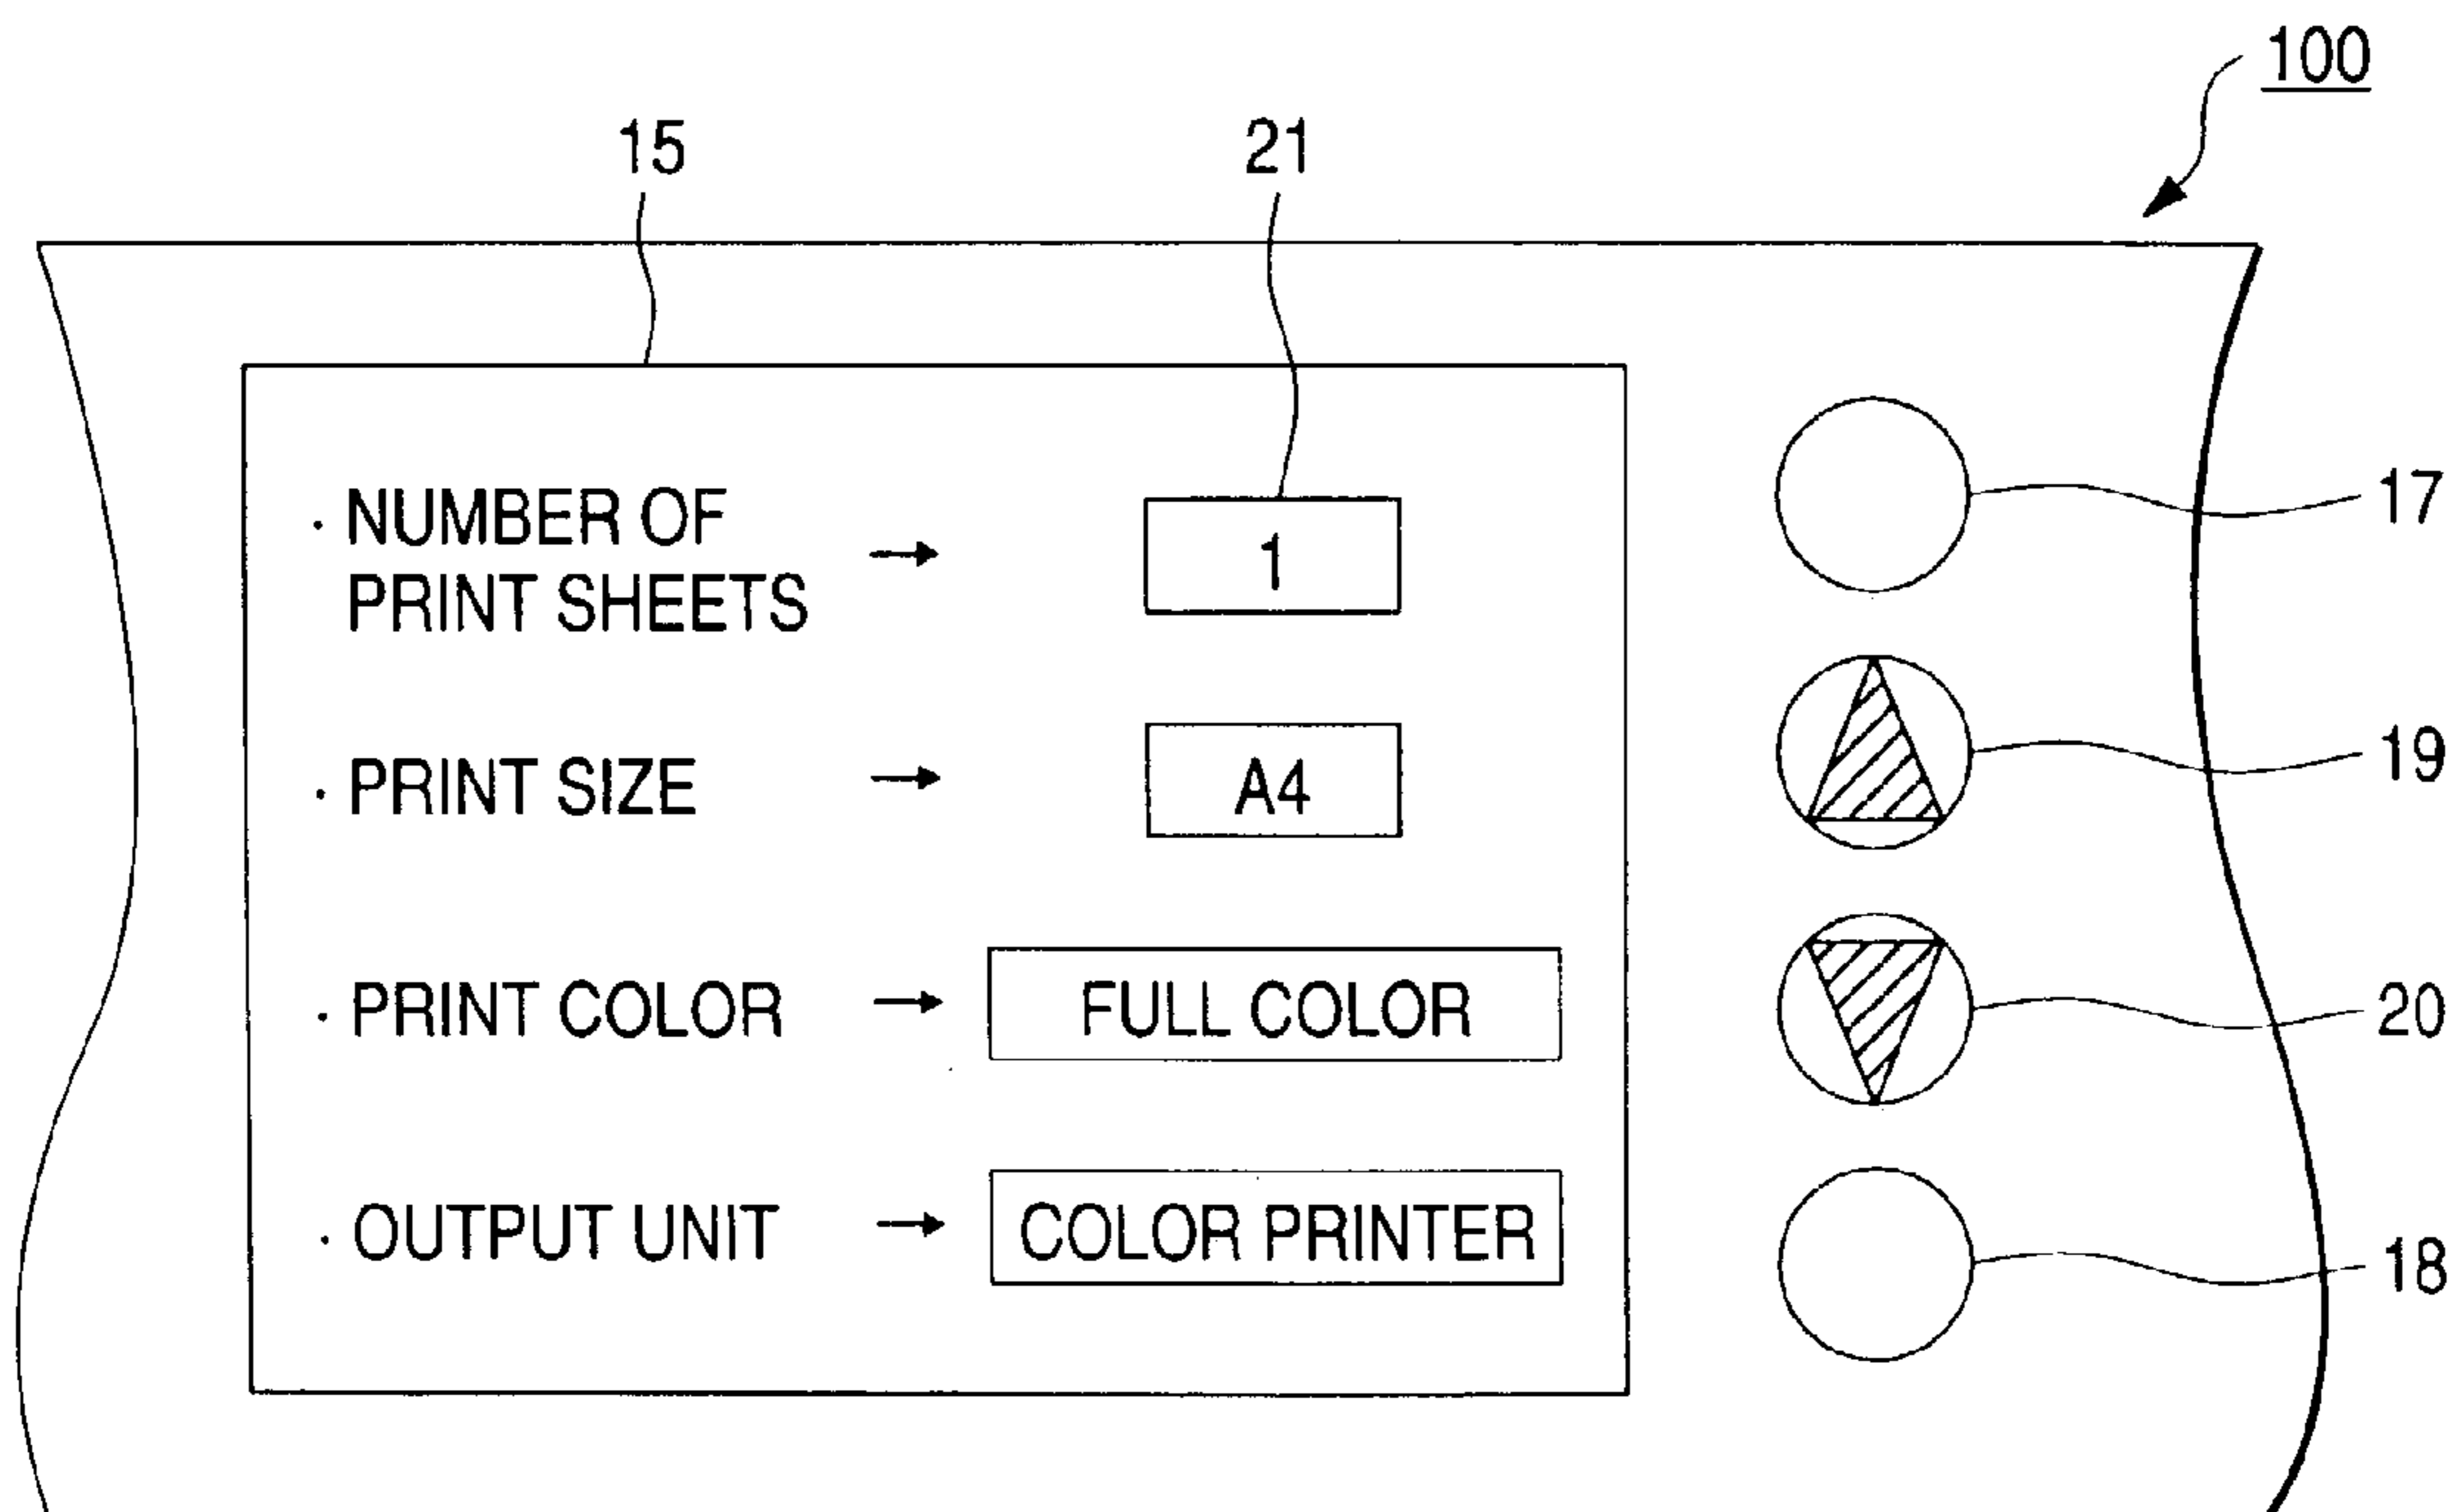 100
15
21
· NUMBER OF
PRINT SHEETS → 1
17
· PRINT SIZE → A4
19
· PRINT COLOR → FULL COLOR
20
· OUTPUT UNIT → COLOR PRINTER
18